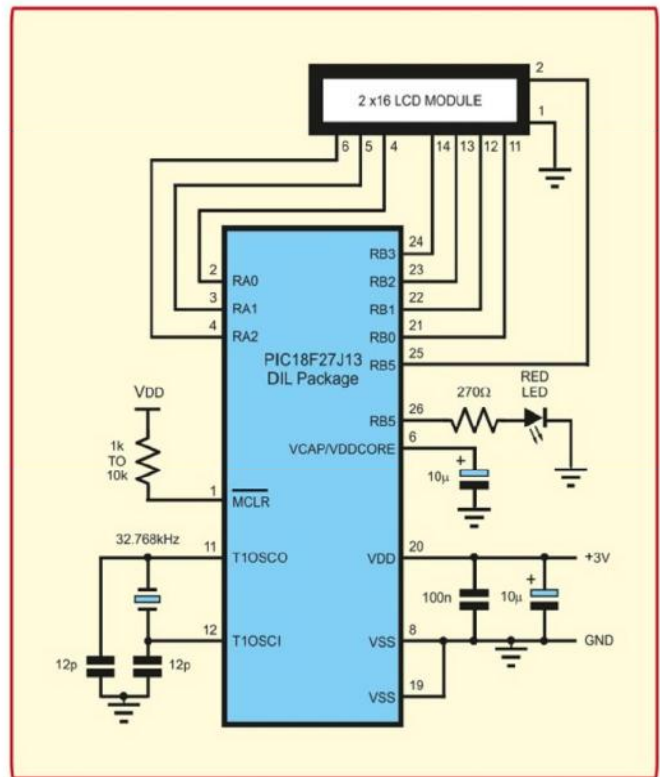 2 x16 LCD MODULE
2
1
6
5
4
14
13
12
11
2
RA0
3
RA1
4
RA2
RB3
24
RB2
23
RB1
22
RB0
21
RB5
25
PIC18F27J13
DIL Package
RB5
26
270Ω
RED
LED
VCAP/VDDCORE
6
10µ
+
VDD
1k
TO
10k
1
MCLR
32.768kHz
11
T1OSCO
12
T1OSCI
12p
12p
VDD
20
+3V
100n
10µ
+
VSS
8
GND
VSS
19